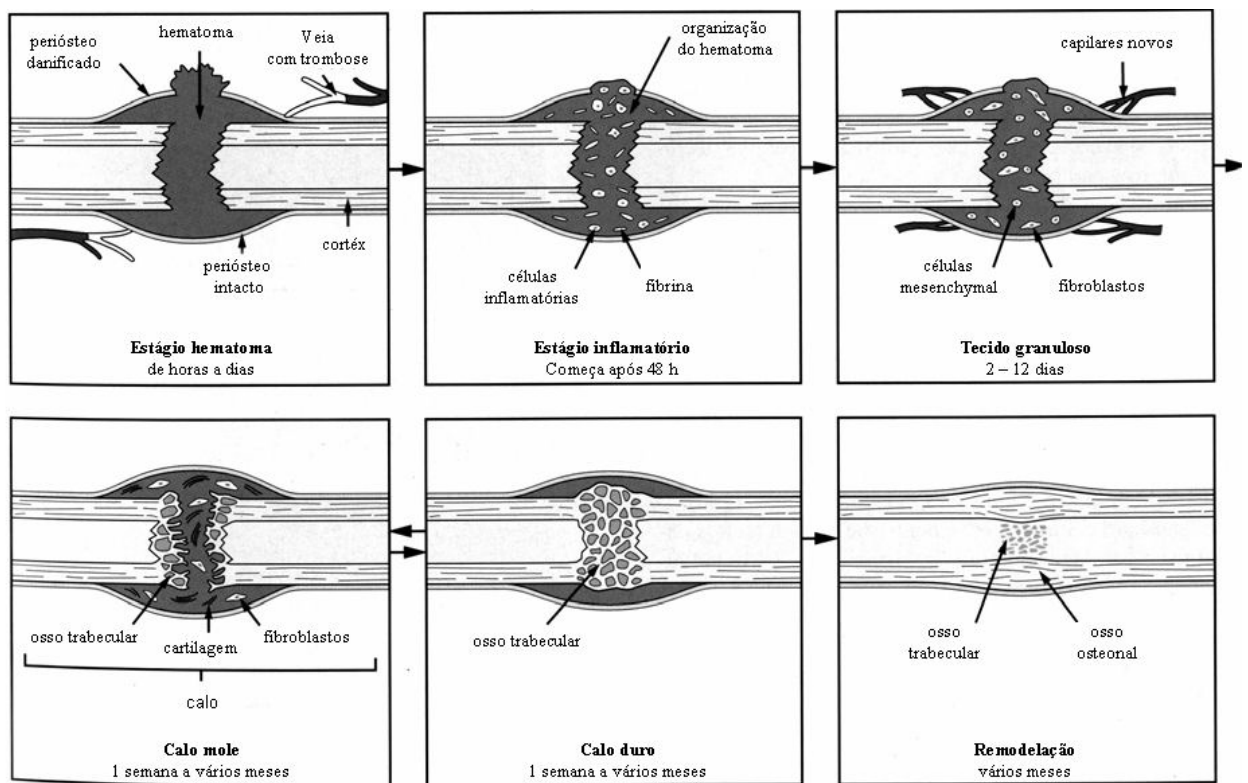 periósteo
danificado
hematoma
Veia
com trombose
cortéx
periósteo
intacto
Estágio hematoma
de horas a dias
organização
do hematoma
células
inflamatórias
fibrina
Estágio inflamatório
Começa após 48 h
capilares novos
células
mesenchymal
fibroblastos
Tecido granuloso
2 – 12 dias
osso trabecular
cartilagem
fibroblastos
calo
Calo mole
1 semana a vários meses
osso trabecular
Calo duro
1 semana a vários meses
osso
trabecular
osso
osteonal
Remodelação
vários meses